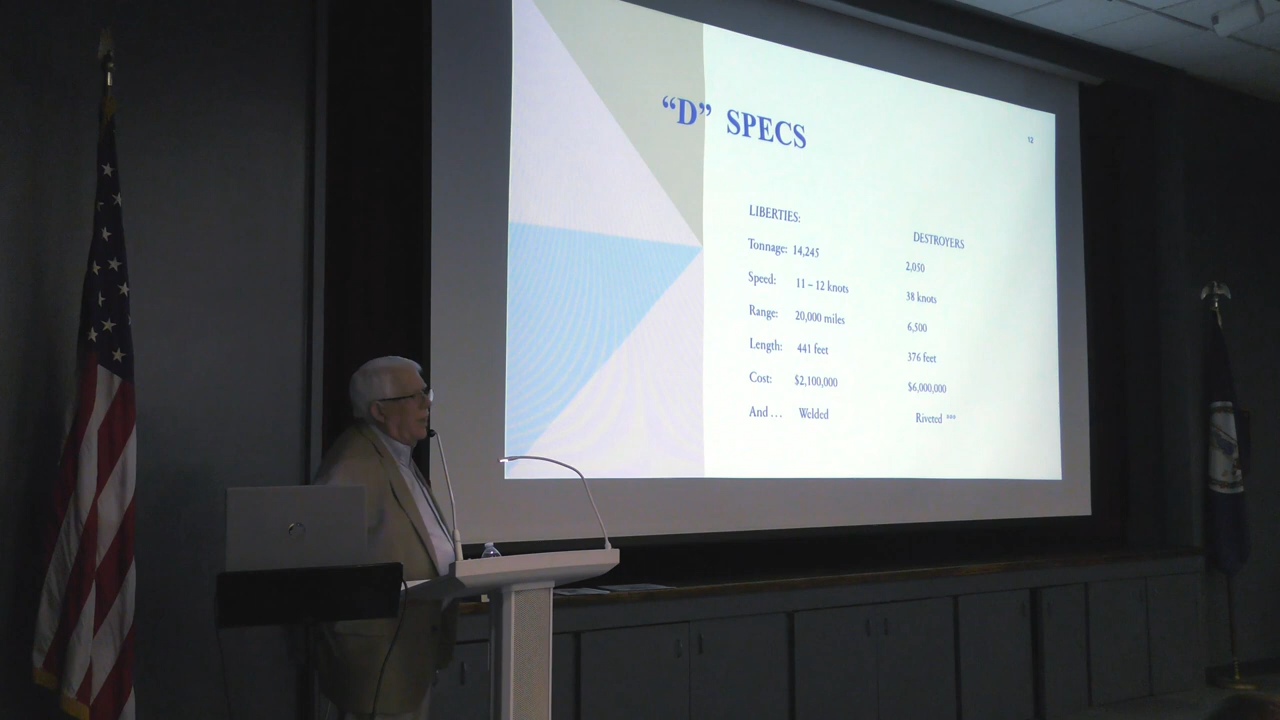 “D” SPECS
12
LIBERTIES:
DESTROYERS
Tonnage: 14,245
2,050
Speed: 11 – 12 knots
38 knots
Range: 20,000 miles
6,500
Length: 441 feet
376 feet
Cost: $2,100,000
$6,000,000
And … Welded
Riveted ***